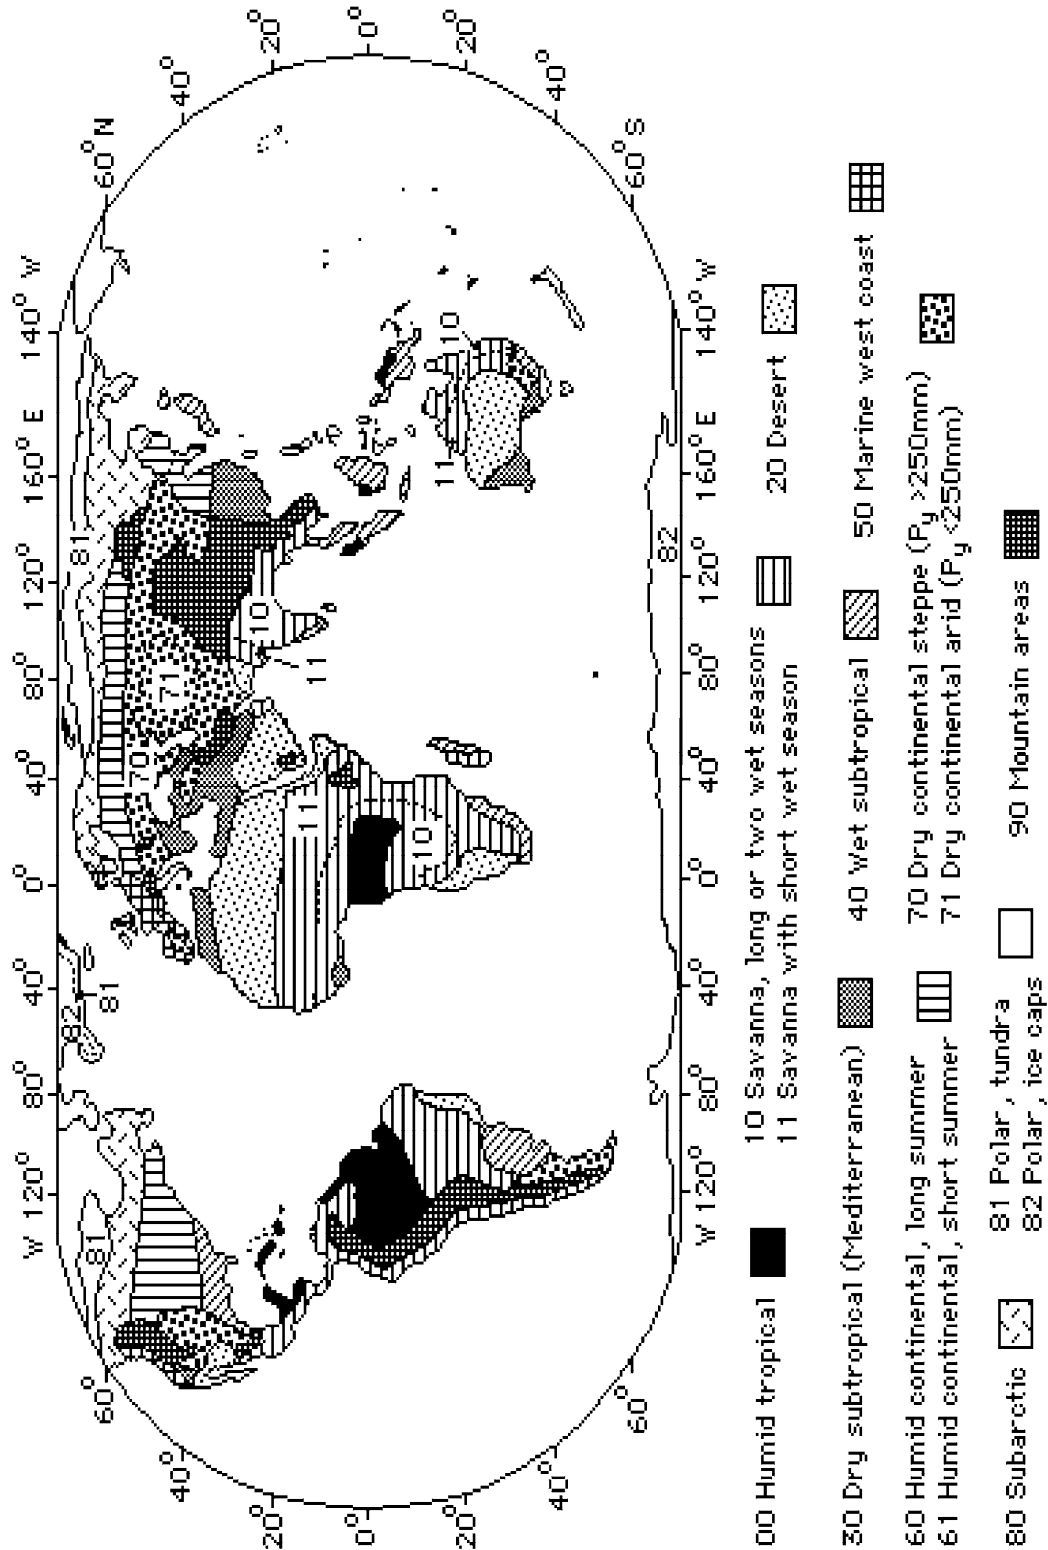 W 120° 80° 40° 0° 40° 80° 120° 160° E 140° W
82
81 81 81
60° 60° N
70
71
40° 40°
20° 10 20°
11 11
0° 0°
10 11 10
20° 20°
40° 40°
60° 60° S
82
W 120° 80° 40° 0° 40° 80° 120° 160° E 140° W
00 Humid tropical
10 Savanna, long or two wet seasons
11 Savanna with short wet season
20 Desert
30 Dry subtropical (Mediterranean)
40 Wet subtropical
50 Marine west coast
60 Humid continental, long summer
61 Humid continental, short summer
70 Dry continental steppe (Py >250mm)
71 Dry continental arid (Py <250mm)
80 Subarctic
81 Polar, tundra
82 Polar, ice caps
90 Mountain areas